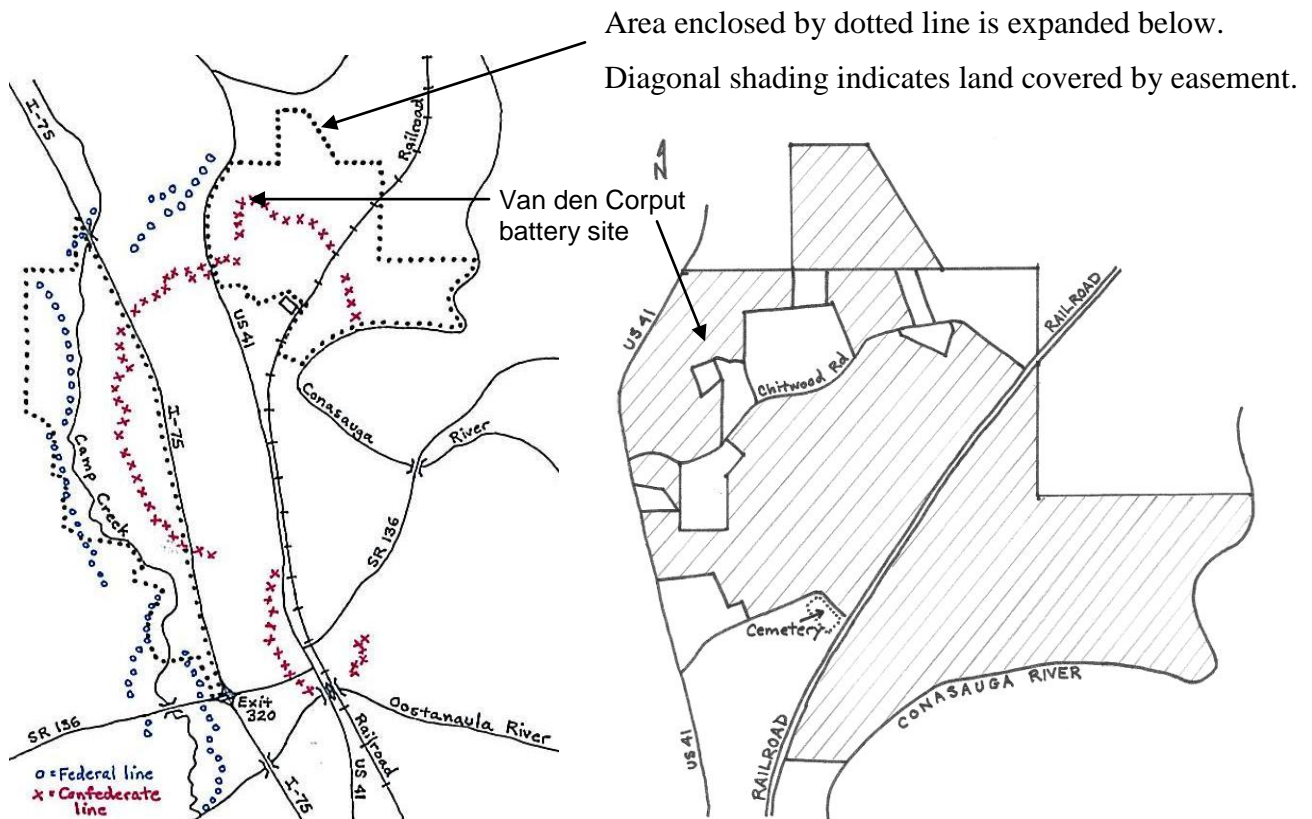 Area enclosed by dotted line is expanded below.
Diagonal shading indicates land covered by easement.
I-75
Railroad
N
Van den Corput
battery site
US 41
RAILROAD
US 41
Chitwood Rd
Conasauga
River
I-75
Camp Creek
SR 136
Cemetery
CONASAUGA RIVER
Exit
320
Oostanaula River
SR 136
Railroad
US 41
RAILROAD
US 41
I-75
o = Federal line
x = Confederate
line